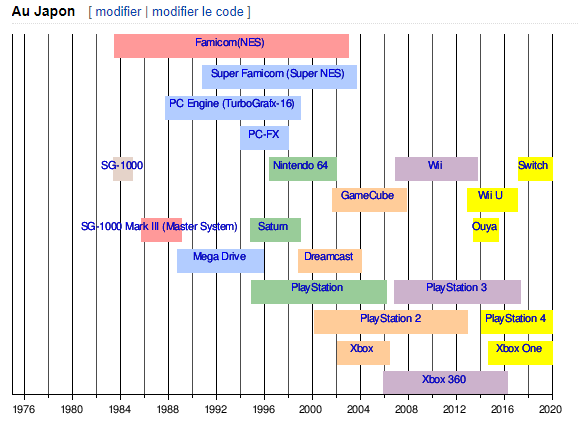 Au Japon [ modifier | modifier le code ]
Famicom(NES)
Super Famicom (Super NES)
PC Engine (TurboGrafx-16)
PC-FX
SG-1000 Nintendo 64 Wii Switch
GameCube Wii U
SG-1000 Mark III (Master System) Saturn Ouya
Mega Drive Dreamcast
PlayStation PlayStation 3
PlayStation 2 PlayStation 4
Xbox Xbox One
Xbox 360
1976 1980 1984 1988 1992 1996 2000 2004 2008 2012 2016 2020